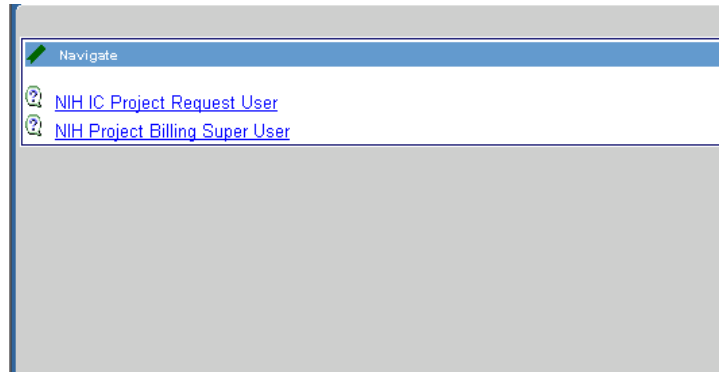 Navigate
NIH IC Project Request User
NIH Project Billing Super User